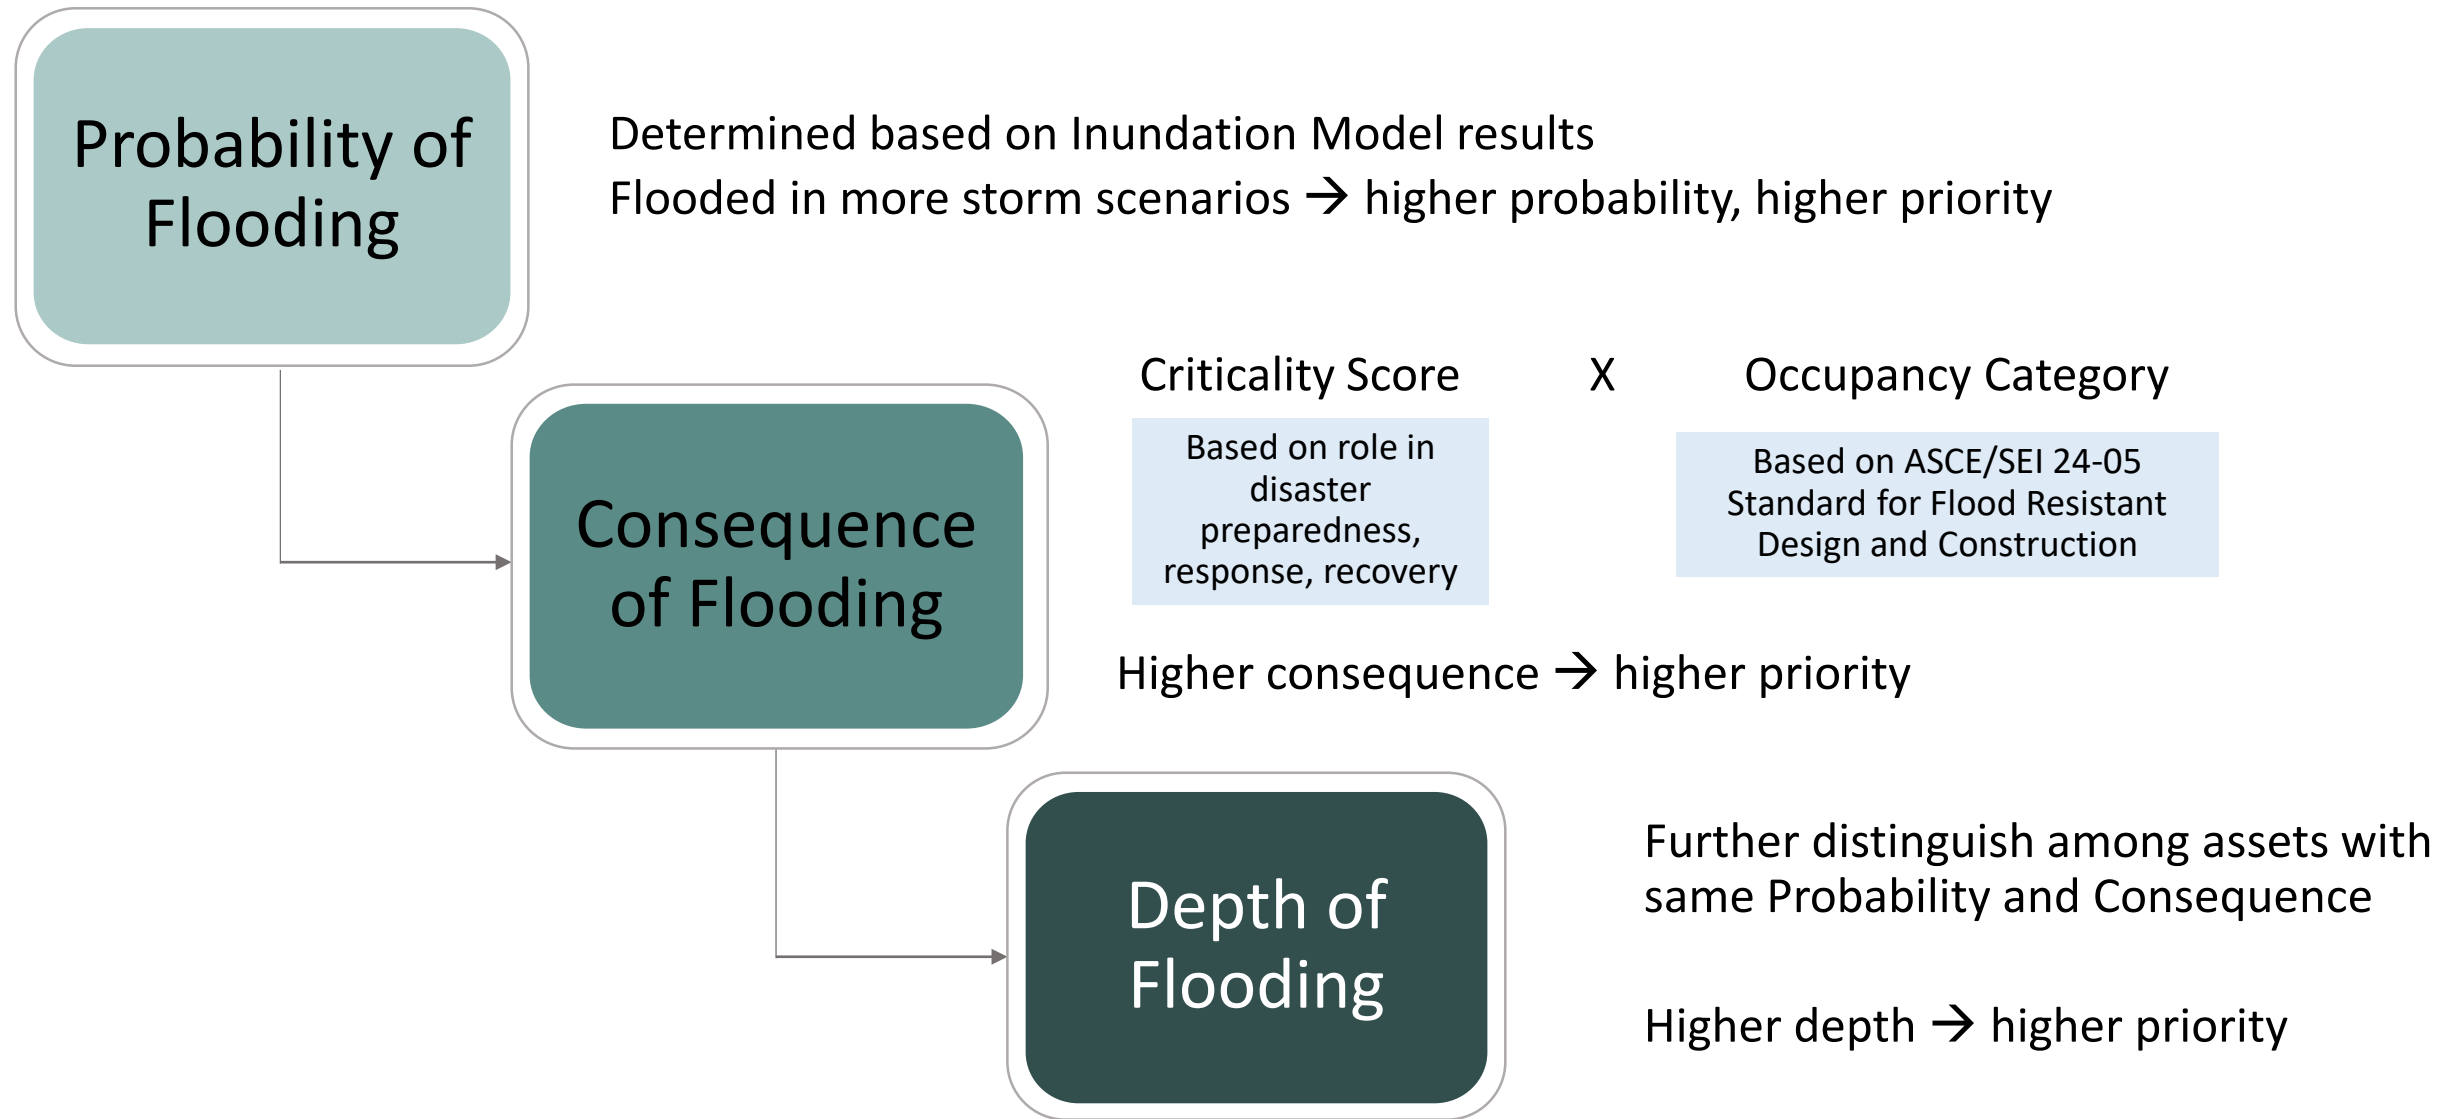 Probability of
Flooding
Determined based on Inundation Model results
Flooded in more storm scenarios → higher probability, higher priority
Consequence
of Flooding
Criticality Score X Occupancy Category
Based on role in
disaster
preparedness,
response, recovery
Based on ASCE/SEI 24-05
Standard for Flood Resistant
Design and Construction
Higher consequence → higher priority
Depth of
Flooding
Further distinguish among assets with
same Probability and Consequence
Higher depth → higher priority